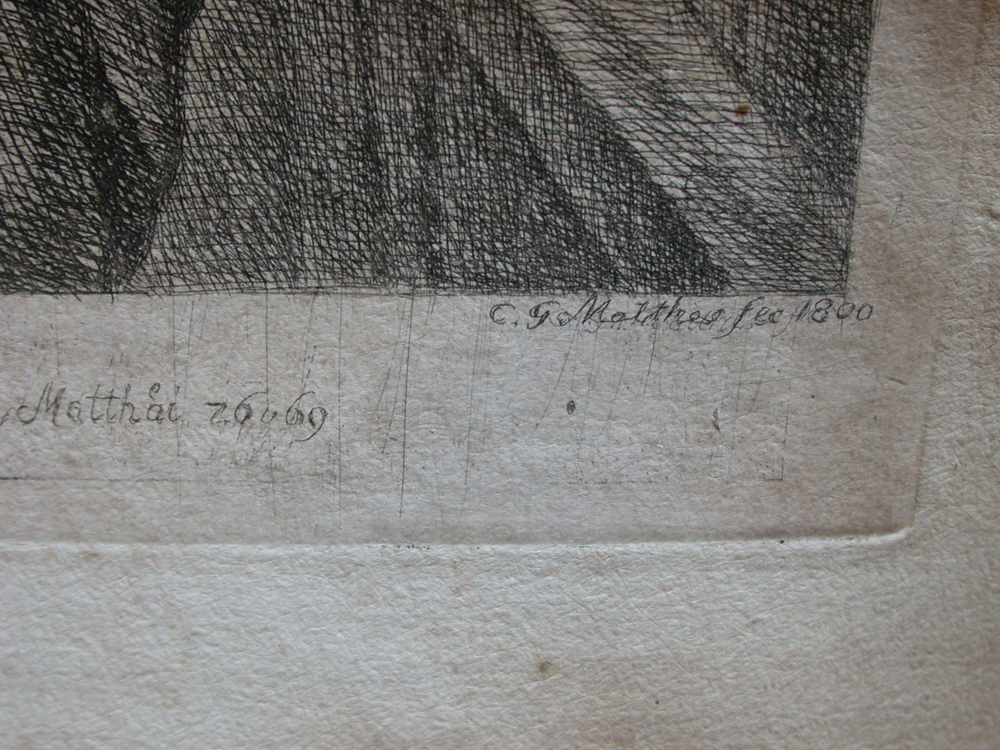 C. G. Matthes fec 1800
Matthäi 26 v 69